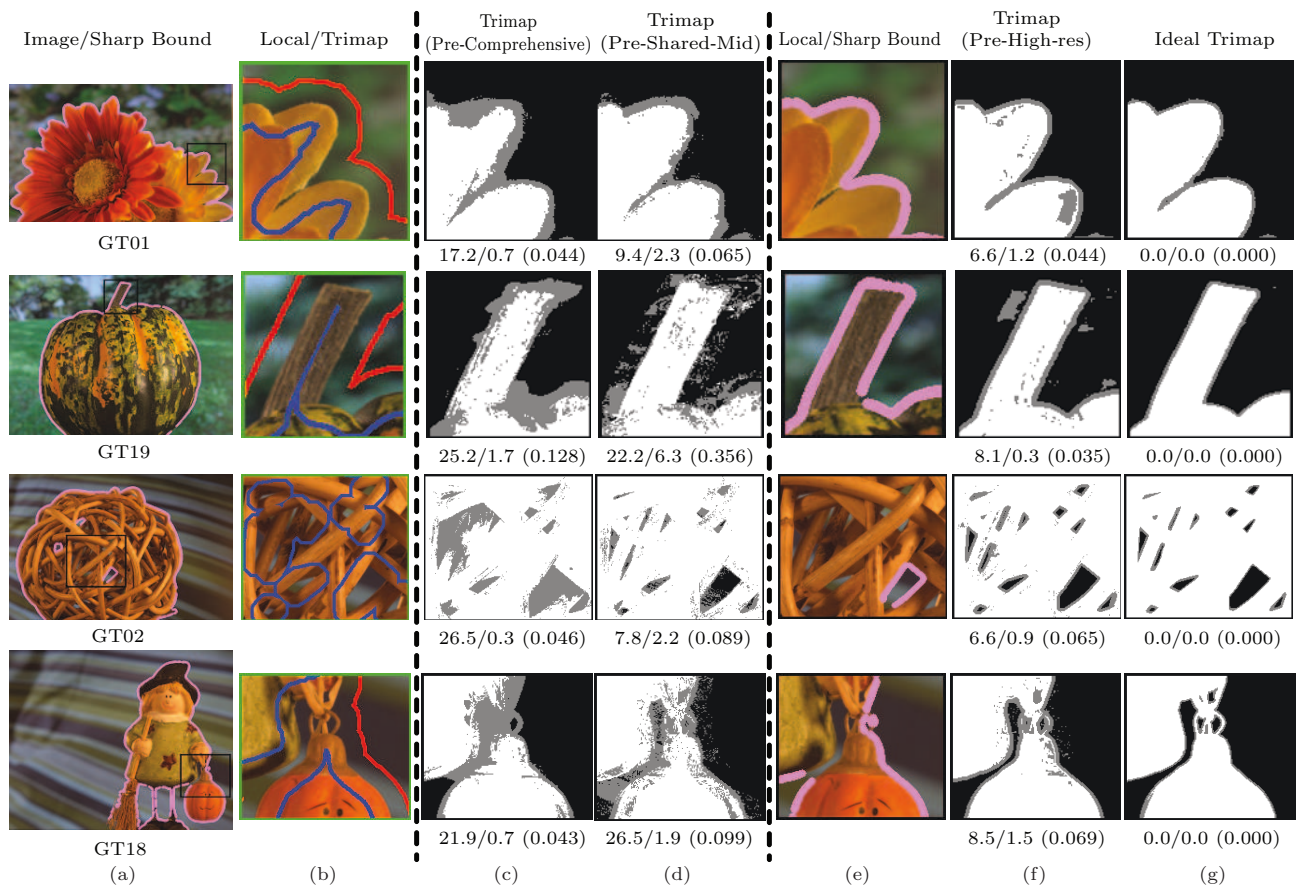 Image/Sharp Bound
Local/Trimap
Trimap
(Pre-Comprehensive)
Trimap
(Pre-Shared-Mid)
Local/Sharp Bound
Trimap
(Pre-High-res)
Ideal Trimap
GT01
17.2/0.7 (0.044)
9.4/2.3 (0.065)
6.6/1.2 (0.044)
0.0/0.0 (0.000)
GT19
25.2/1.7 (0.128)
22.2/6.3 (0.356)
8.1/0.3 (0.035)
0.0/0.0 (0.000)
GT02
26.5/0.3 (0.046)
7.8/2.2 (0.089)
6.6/0.9 (0.065)
0.0/0.0 (0.000)
GT18
21.9/0.7 (0.043)
26.5/1.9 (0.099)
8.5/1.5 (0.069)
0.0/0.0 (0.000)
(a)
(b)
(c)
(d)
(e)
(f)
(g)